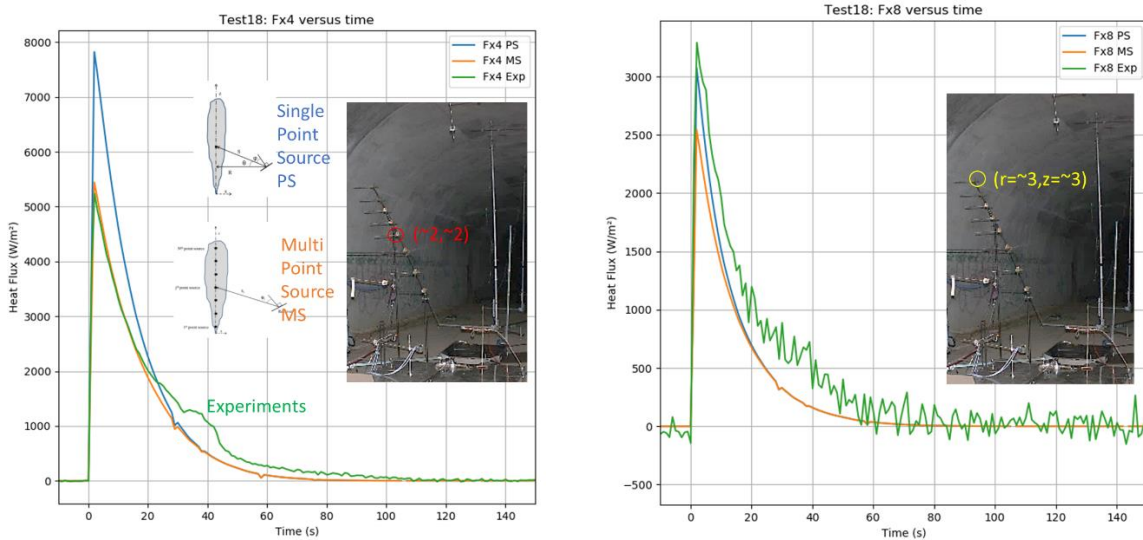 Test18: Fx4 versus time
8000
7000
6000
5000
4000
3000
2000
1000
0
Heat Flux (W/m²)
Fx4 PS
Fx4 MS
Fx4 Exp
Single
Point
Source
PS
Multi
Point
Source
MS
(~2,~2)
Experiments
0 20 40 60 80 100 120 140
Time (s)
Test18: Fx8 versus time
3000
2500
2000
1500
1000
500
0
−500
Heat Flux (W/m²)
Fx8 PS
Fx8 MS
Fx8 Exp
(r=~3,z=~3)
0 20 40 60 80 100 120 140
Time (s)